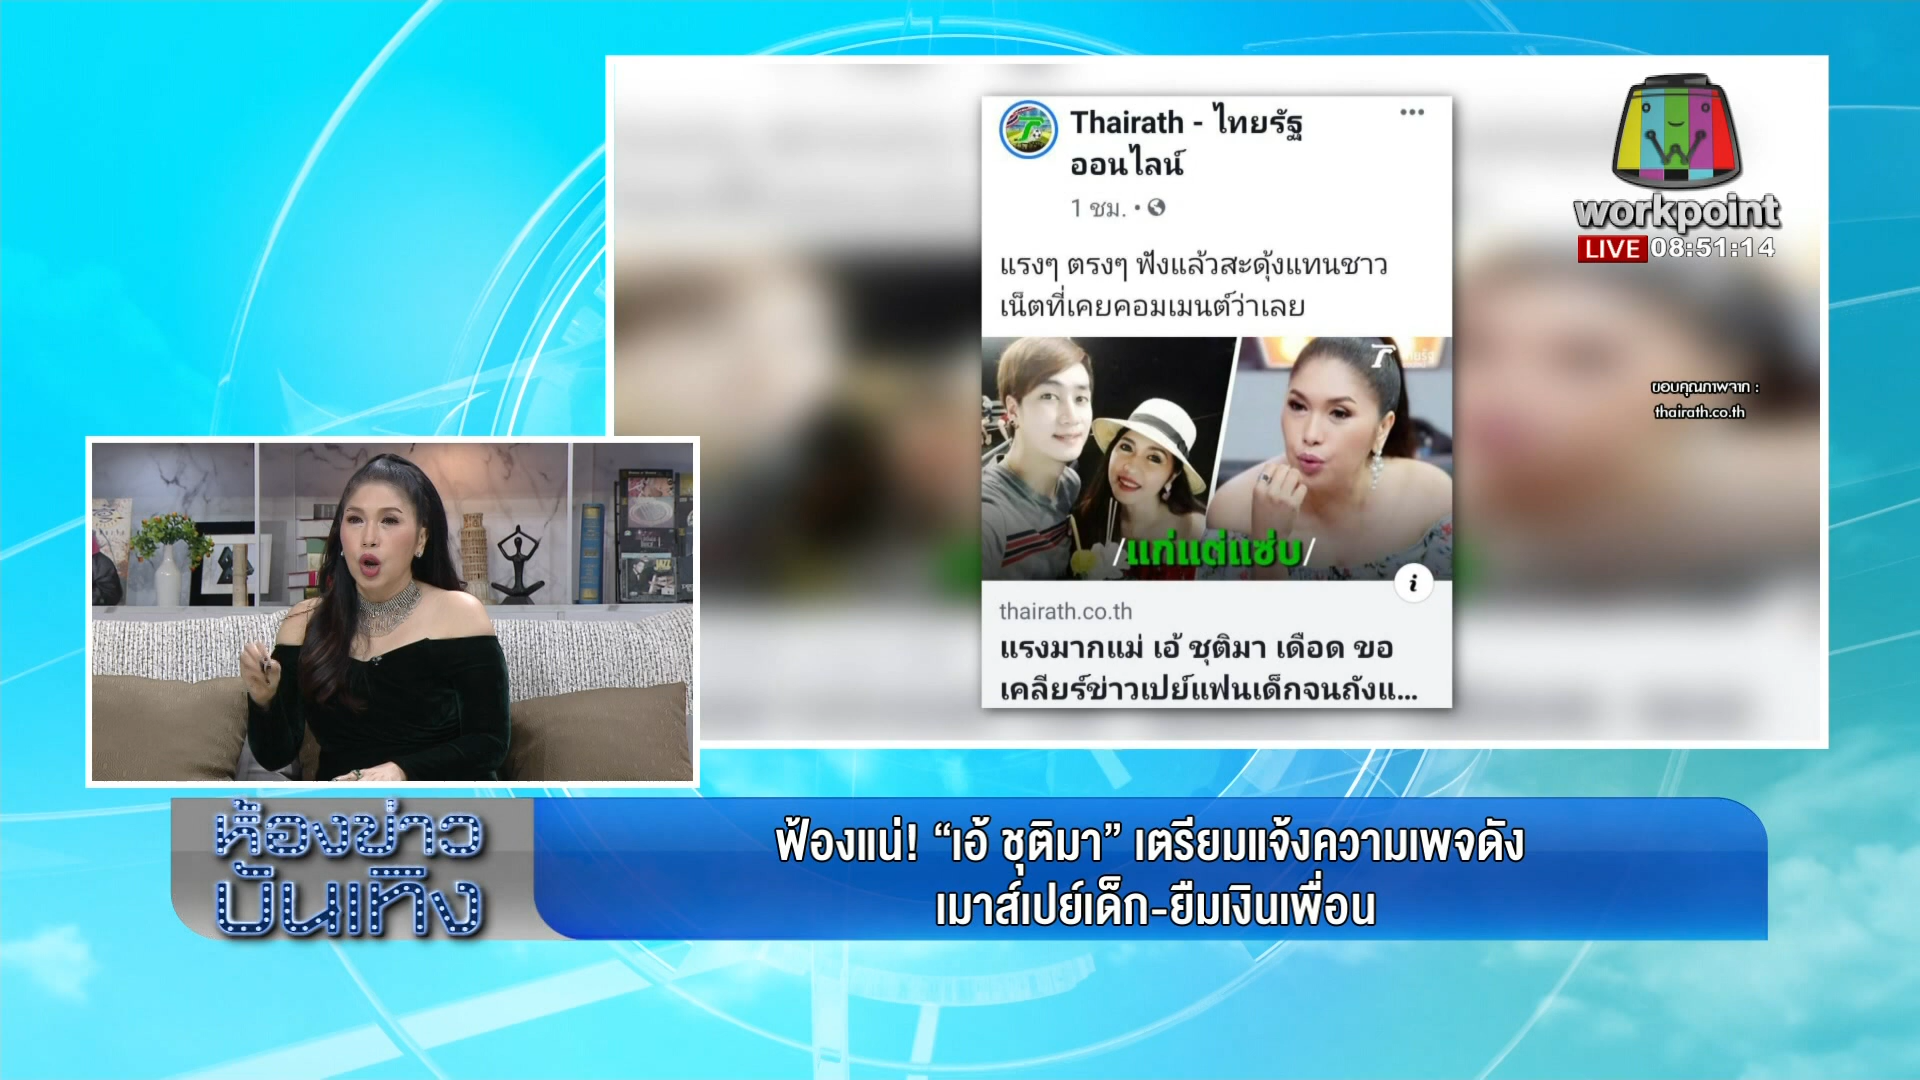 Thairath - ไทยรัฐ
ออนไลน์
1 ชม.
แรงๆ ตรงๆ ฟังแล้วสะดุ้งแทนชาว
เน็ตที่เคยคอมเมนต์ว่าเลย
ไทยรัฐ
/แก่แต่แซ่บ/
thairath.co.th
แรงมากแม่ เอ้ ชุติมา เดือด ขอ
เคลียร์ข่าวเปย์แฟนเด็กจนถังแ...
workpoint
LIVE 08:51:14
ขอบคุณภาพจาก :
thairath.co.th
ห้องข่าว
บันเทิง
ฟ้องแน่! “เอ้ ชุติมา” เตรียมแจ้งความเพจดัง
เมาส์เปย์เด็ก-ยืมเงินเพื่อน